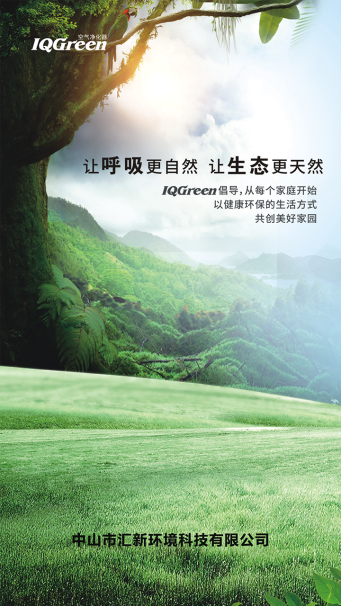 空气净化器
IQGreen
让呼吸更自然 让生态更天然
IQGreen倡导，从每个家庭开始
以健康环保的生活方式
共创美好家园
中山市汇新环境科技有限公司